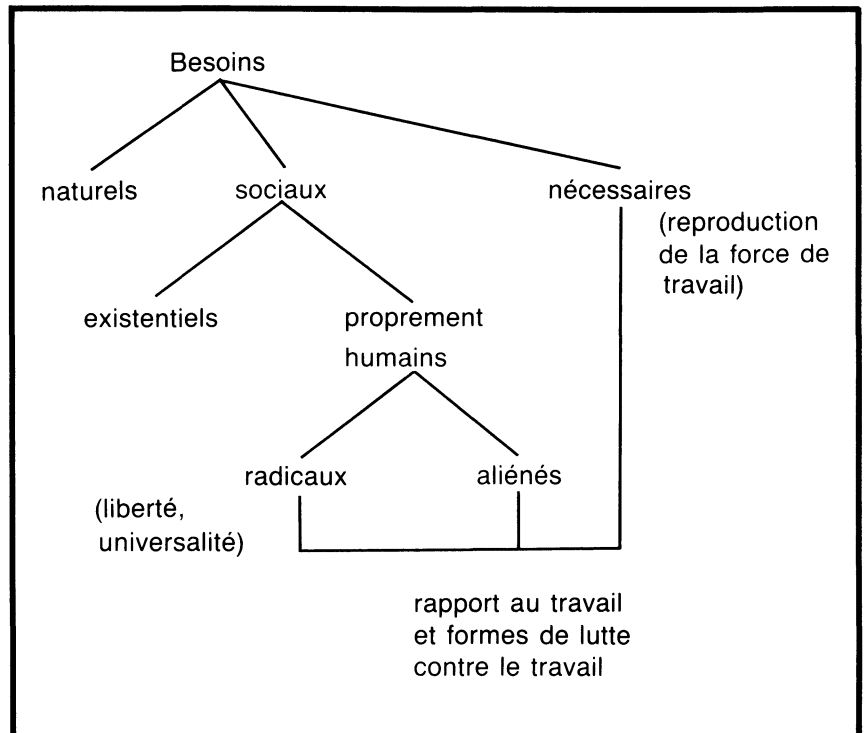 Besoins
naturels sociaux nécessaires
(reproduction
de la force de
travail)
existentiels proprement
humains
radicaux aliénés
(liberté,
universalité)
rapport au travail
et formes de lutte
contre le travail